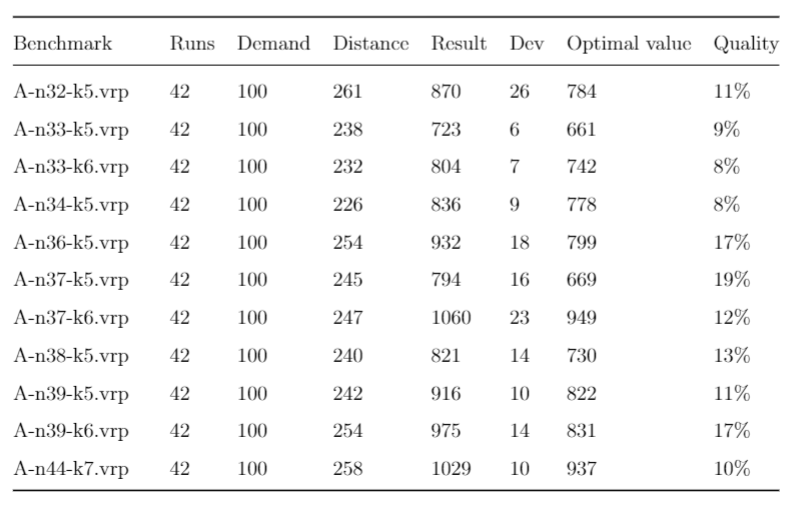 Benchmark Runs Demand Distance Result Dev Optimal value Quality
A-n32-k5.vrp 42 100 261 870 26 784 11%
A-n33-k5.vrp 42 100 238 723 6 661 9%
A-n33-k6.vrp 42 100 232 804 7 742 8%
A-n34-k5.vrp 42 100 226 836 9 778 8%
A-n36-k5.vrp 42 100 254 932 18 799 17%
A-n37-k5.vrp 42 100 245 794 16 669 19%
A-n37-k6.vrp 42 100 247 1060 23 949 12%
A-n38-k5.vrp 42 100 240 821 14 730 13%
A-n39-k5.vrp 42 100 242 916 10 822 11%
A-n39-k6.vrp 42 100 254 975 14 831 17%
A-n44-k7.vrp 42 100 258 1029 10 937 10%